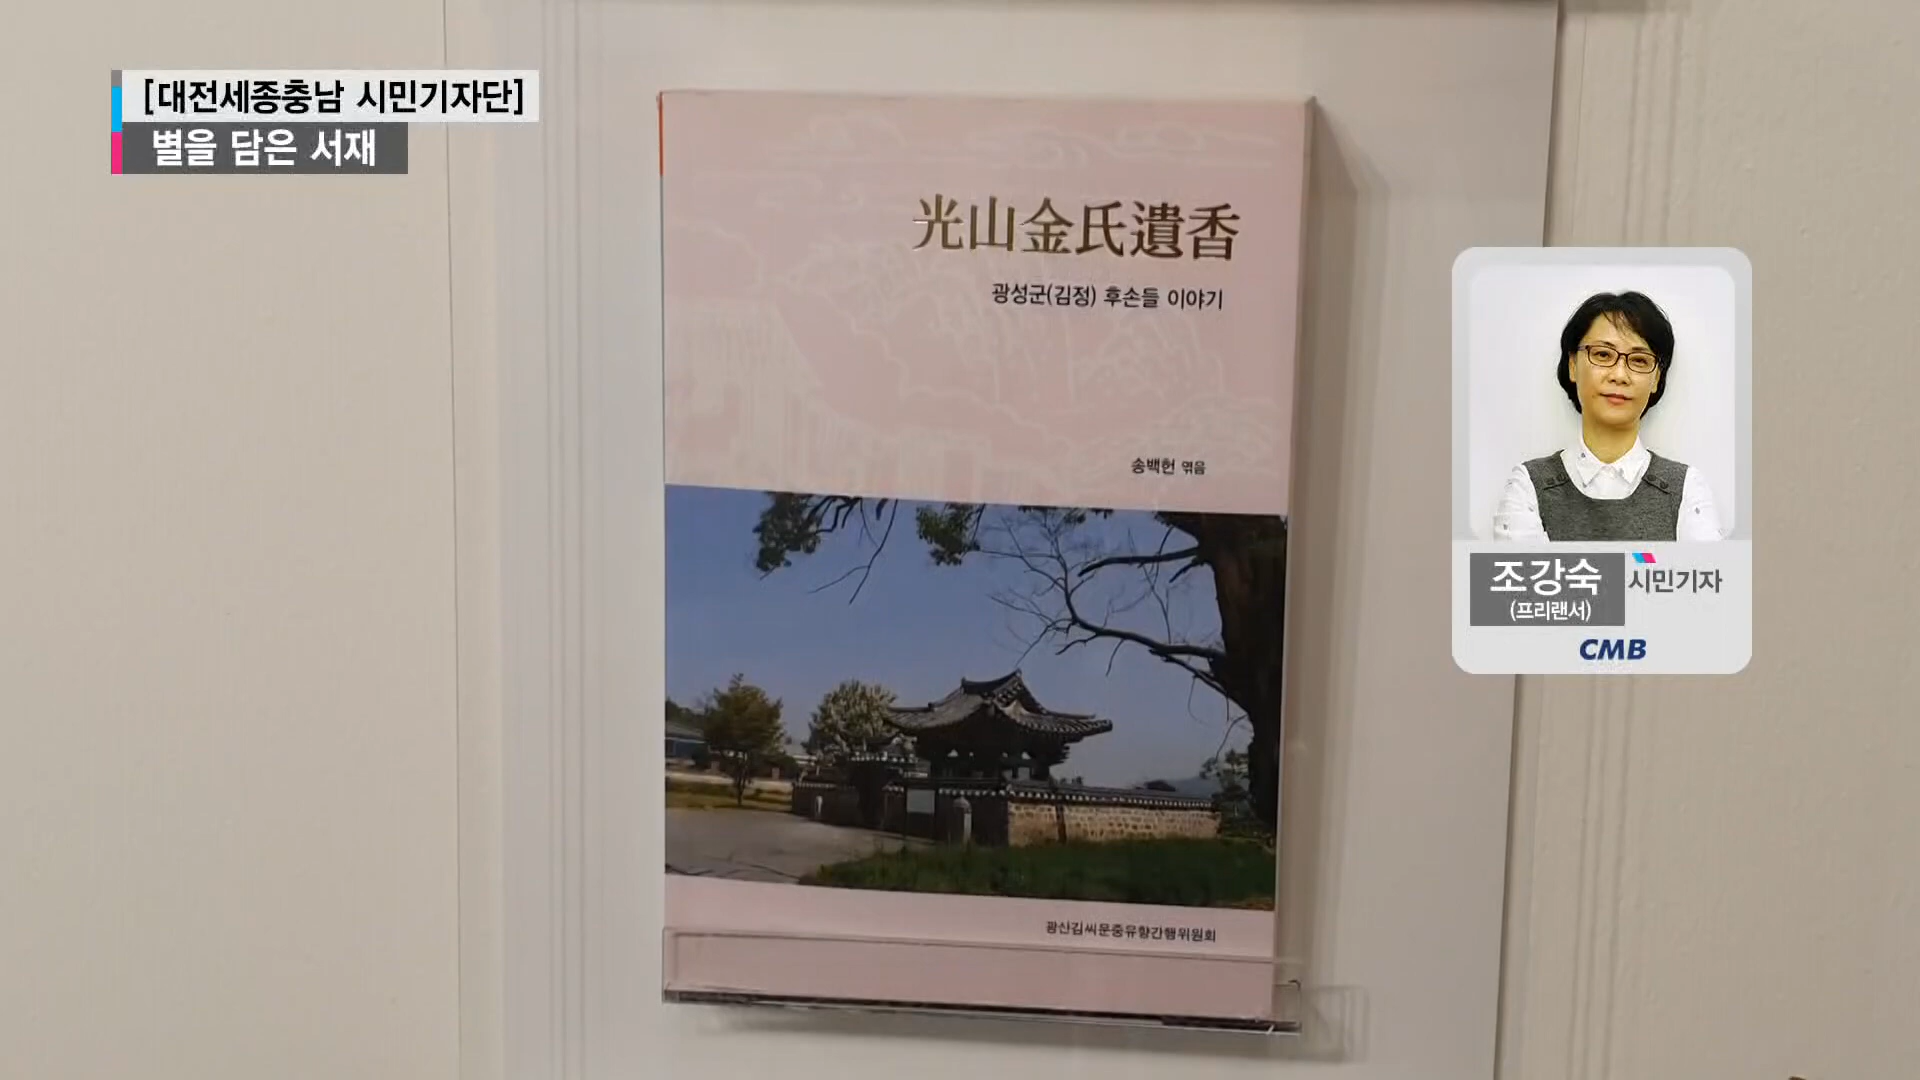 [대전세종충남 시민기자단]
별을 담은 서재
光山金氏遺香
광성군(김정) 후손들 이야기
송백헌 엮음
광산김씨문중유향간행위원회
조강숙 시민기자
(프리랜서)
CMB